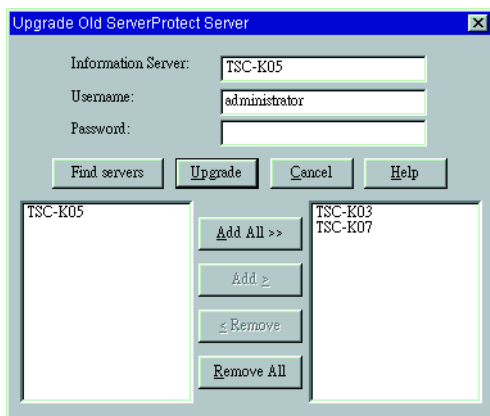 Upgrade Old ServerProtect Server
Information Server: TSC-K05
Username: administrator
Password:
Find servers Upgrade Cancel Help
TSC-K05
Add All >>
Add >
< Remove
Remove All
TSC-K03
TSC-K07